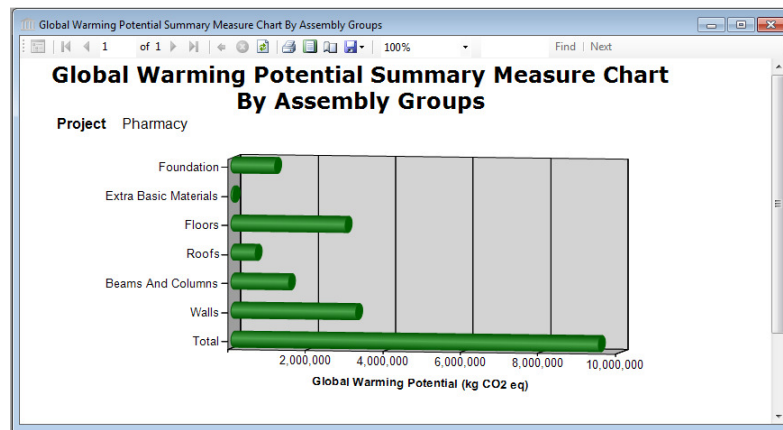 Global Warming Potential Summary Measure Chart By Assembly Groups
1 of 1 100% Find | Next
Global Warming Potential Summary Measure Chart
By Assembly Groups
Project Pharmacy
Foundation
Extra Basic Materials
Floors
Roofs
Beams And Columns
Walls
Total
2,000,000 4,000,000 6,000,000 8,000,000 10,000,000
Global Warming Potential (kg CO2 eq)